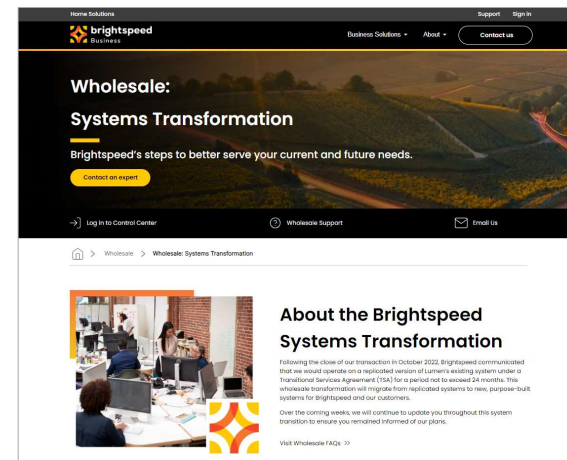 Home Solutions
Support
Sign in
brightspeed
Business
Business Solutions
About
Contact us
Wholesale:
Systems Transformation
Brightspeed's steps to better serve your current and future needs.
Contact an expert
Log in to Control Center
Wholesale Support
Email Us
> Wholesale > Wholesale: Systems Transformation
About the Brightspeed
Systems Transformation
Following the close of our transaction in October 2022, Brightspeed communicated
that we would operate on a replicated version of Lumen's existing system under a
Transitional Services Agreement (TSA) for a period not to exceed 24 months. This
wholesale transformation will migrate from replicated systems to new, purpose-built
systems for Brightspeed and our customers.
Over the coming weeks, we will continue to update you throughout this system
transition to ensure you remained informed of our plans.
Visit Wholesale FAQs >>